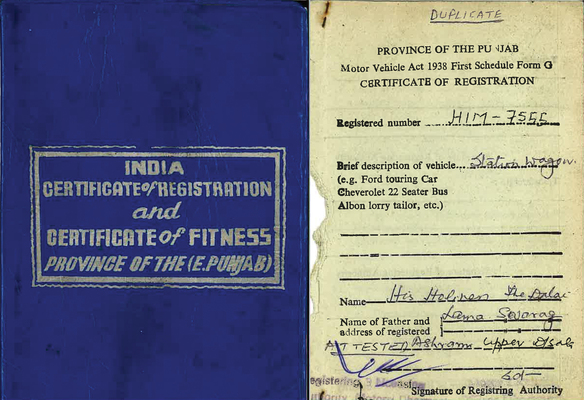 INDIA
CERTIFICATE of REGISTRATION
and
CERTIFICATE of FITNESS
PROVINCE OF THE (E.PUNJAB)
DUPLICATE
PROVINCE OF THE PUNJAB
Motor Vehicle Act 1938 First Schedule Form G
CERTIFICATE OF REGISTRATION
Registered number HIM-7555
Brief description of vehicle Station Wagon.
(e.g. Ford touring Car
Cheverolet 22 Seater Bus
Albon lorry tailor, etc.)
Name His Holiness The Dalai
Name of Father and Lama
address of registered
ATTESTED Ashram Upper
Sd-
Signature of Registring Authority